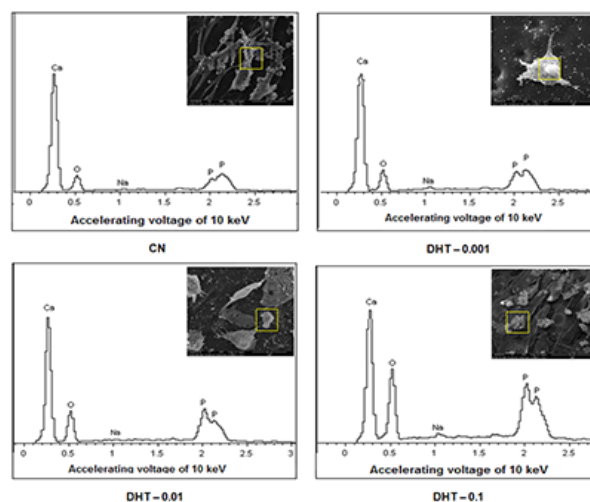 Ca
O
Na
P
P
0
0.5
1
1.5
2
2.5
Accelerating voltage of 10 keV
CN
Ca
O
Na
P
P
0
0.5
1
1.5
2
2.5
Accelerating voltage of 10 keV
DHT – 0.001
Ca
O
Na
P
P
0
0.5
1
1.5
2
2.5
3
Accelerating voltage of 10 keV
DHT – 0.01
Ca
O
Na
P
P
0
0.5
1
1.5
2
2.5
Accelerating voltage of 10 keV
DHT – 0.1